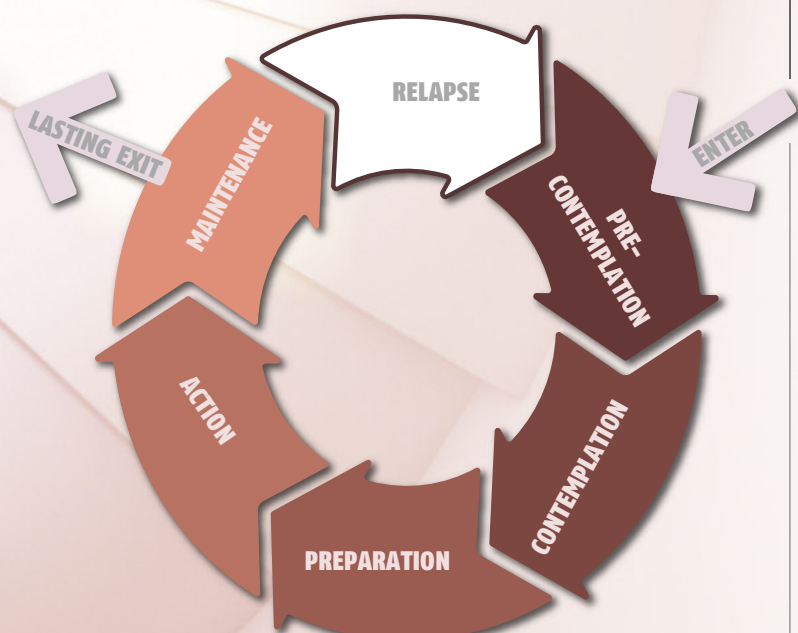 RELAPSE
ENTER
PRE-
CONTEMPLATION
CONTEMPLATION
PREPARATION
ACTION
MAINTENANCE
LASTING EXIT